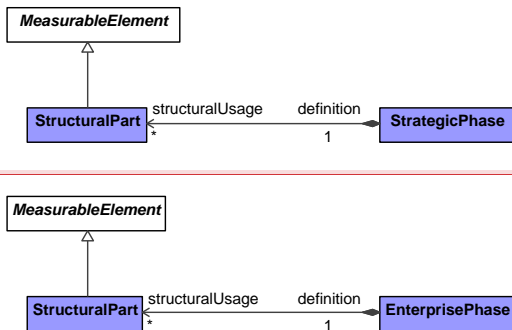 MeasurableElement
structuralUsage definition
StructuralPart StrategicPhase
* 1
MeasurableElement
structuralUsage definition
StructuralPart EnterprisePhase
* 1